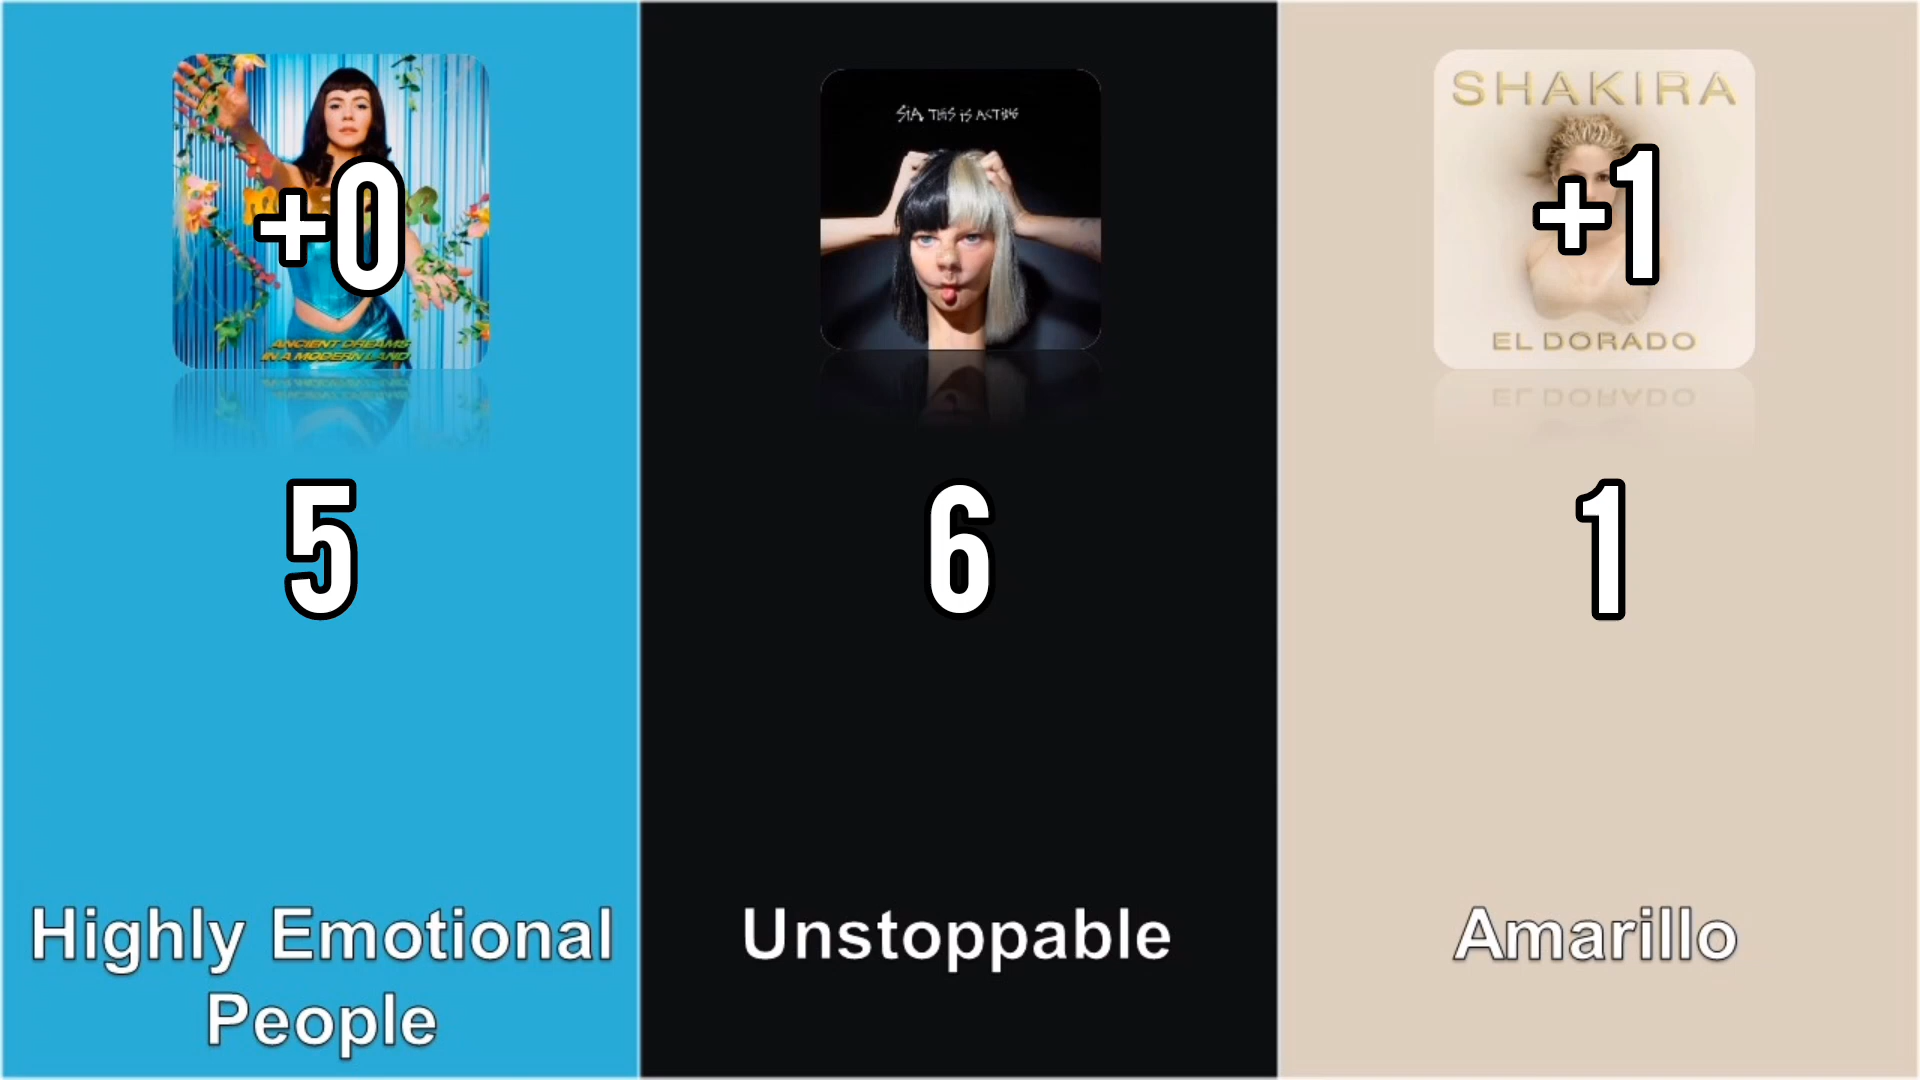 +0
ANCIENT DREAMS
IN A MODERN LAND
5
Highly Emotional
People
SIA THIS IS ACTING
6
Unstoppable
SHAKIRA
+1
EL DORADO
1
Amarillo